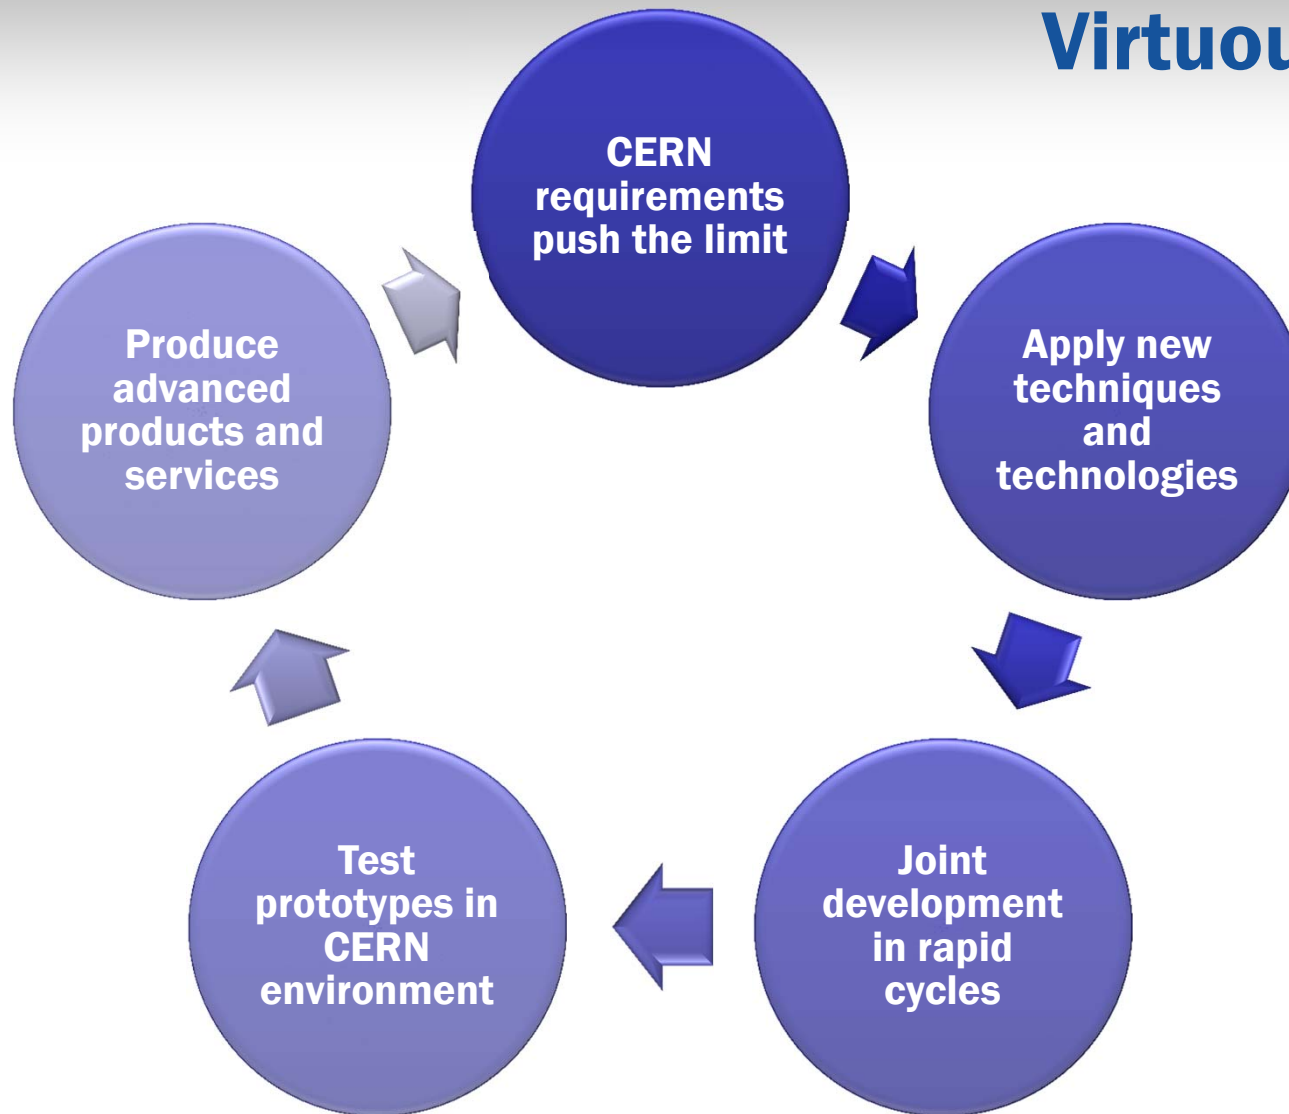 Virtuou
CERN
requirements
push the limit
Apply new
techniques
and
technologies
Joint
development
in rapid
cycles
Test
prototypes in
CERN
environment
Produce
advanced
products and
services